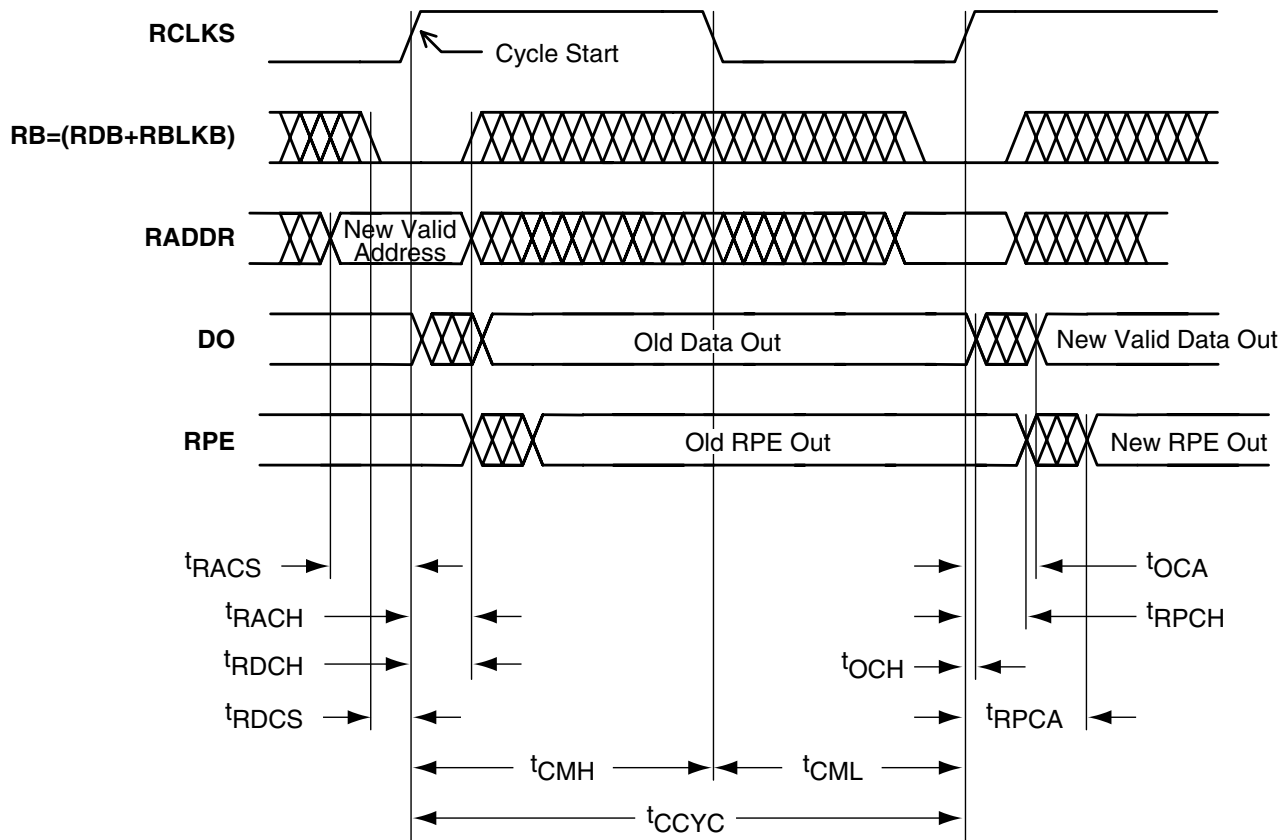 RCLKS
Cycle Start
RB=(RDB+RBLKB)
RADDR
New Valid
Address
DO
Old Data Out
New Valid Data Out
RPE
Old RPE Out
New RPE Out
tRACS
tOCA
tRACH
tRPCH
tRDCH
tOCH
tRDCS
tRPCA
tCMH
tCML
tCCYC